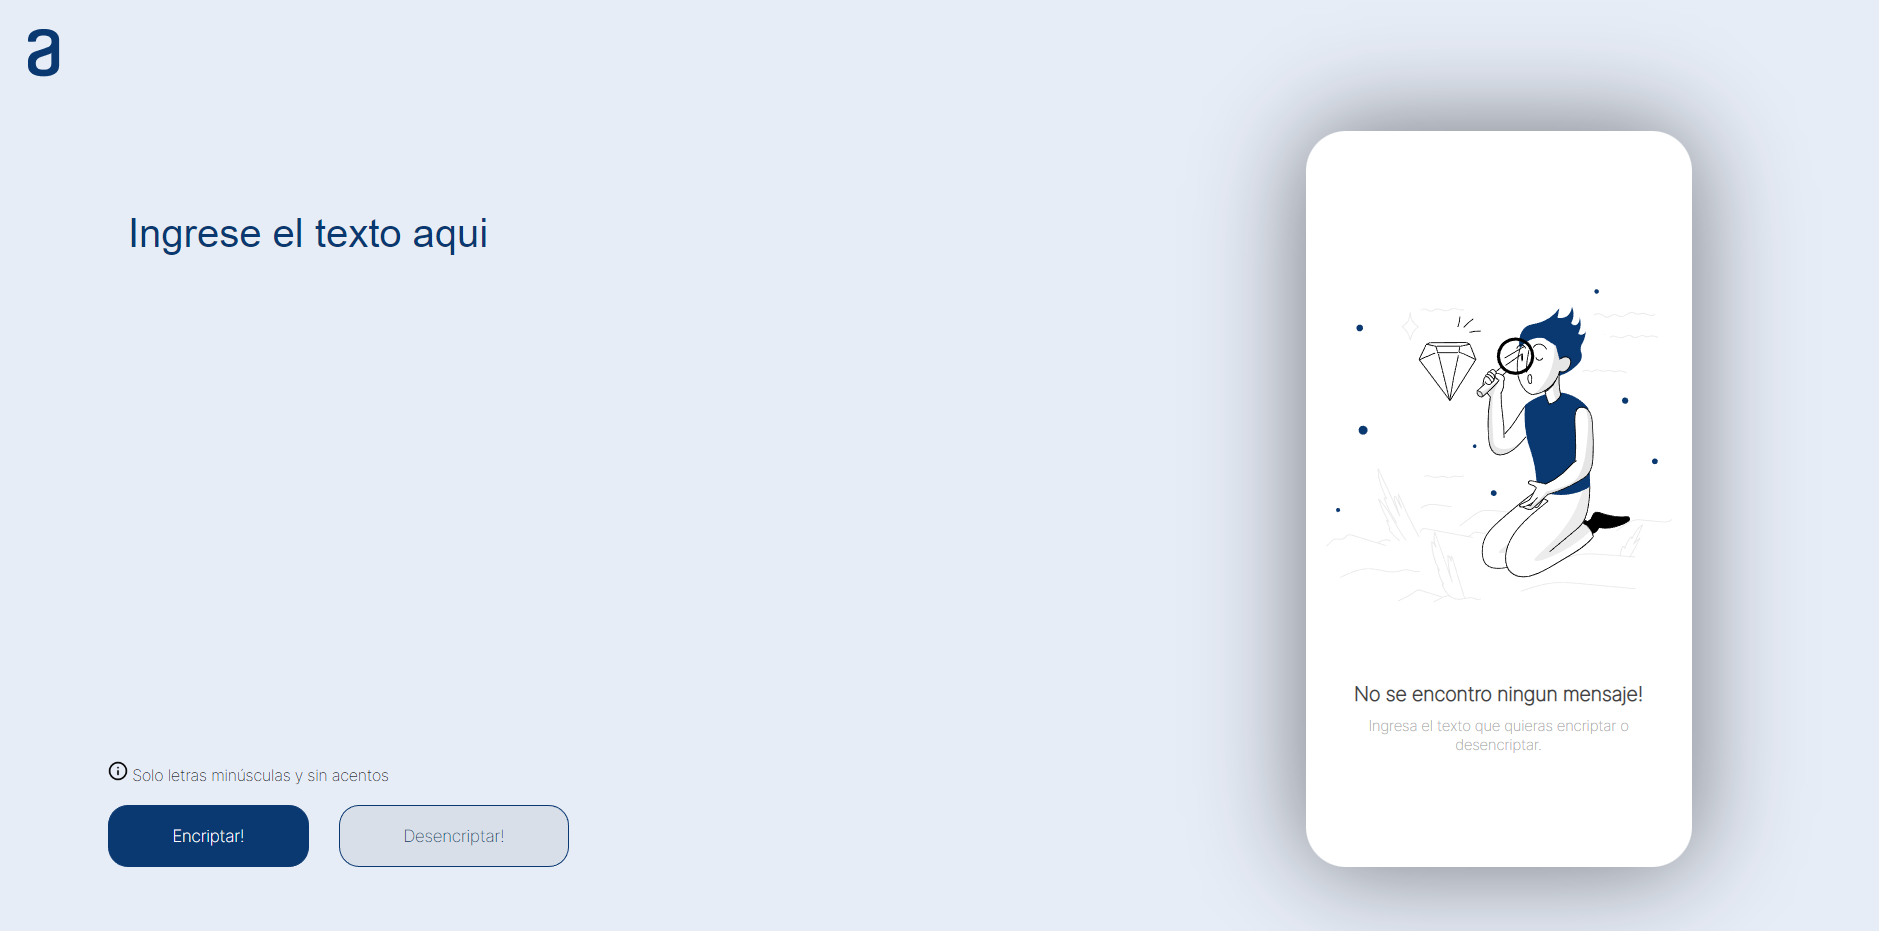 a
Ingrese el texto aqui
Solo letras minúsculas y sin acentos
Encriptar!
Desencriptar!
No se encontro ningun mensaje!
Ingresa el texto que quieras encriptar o
desencriptar.